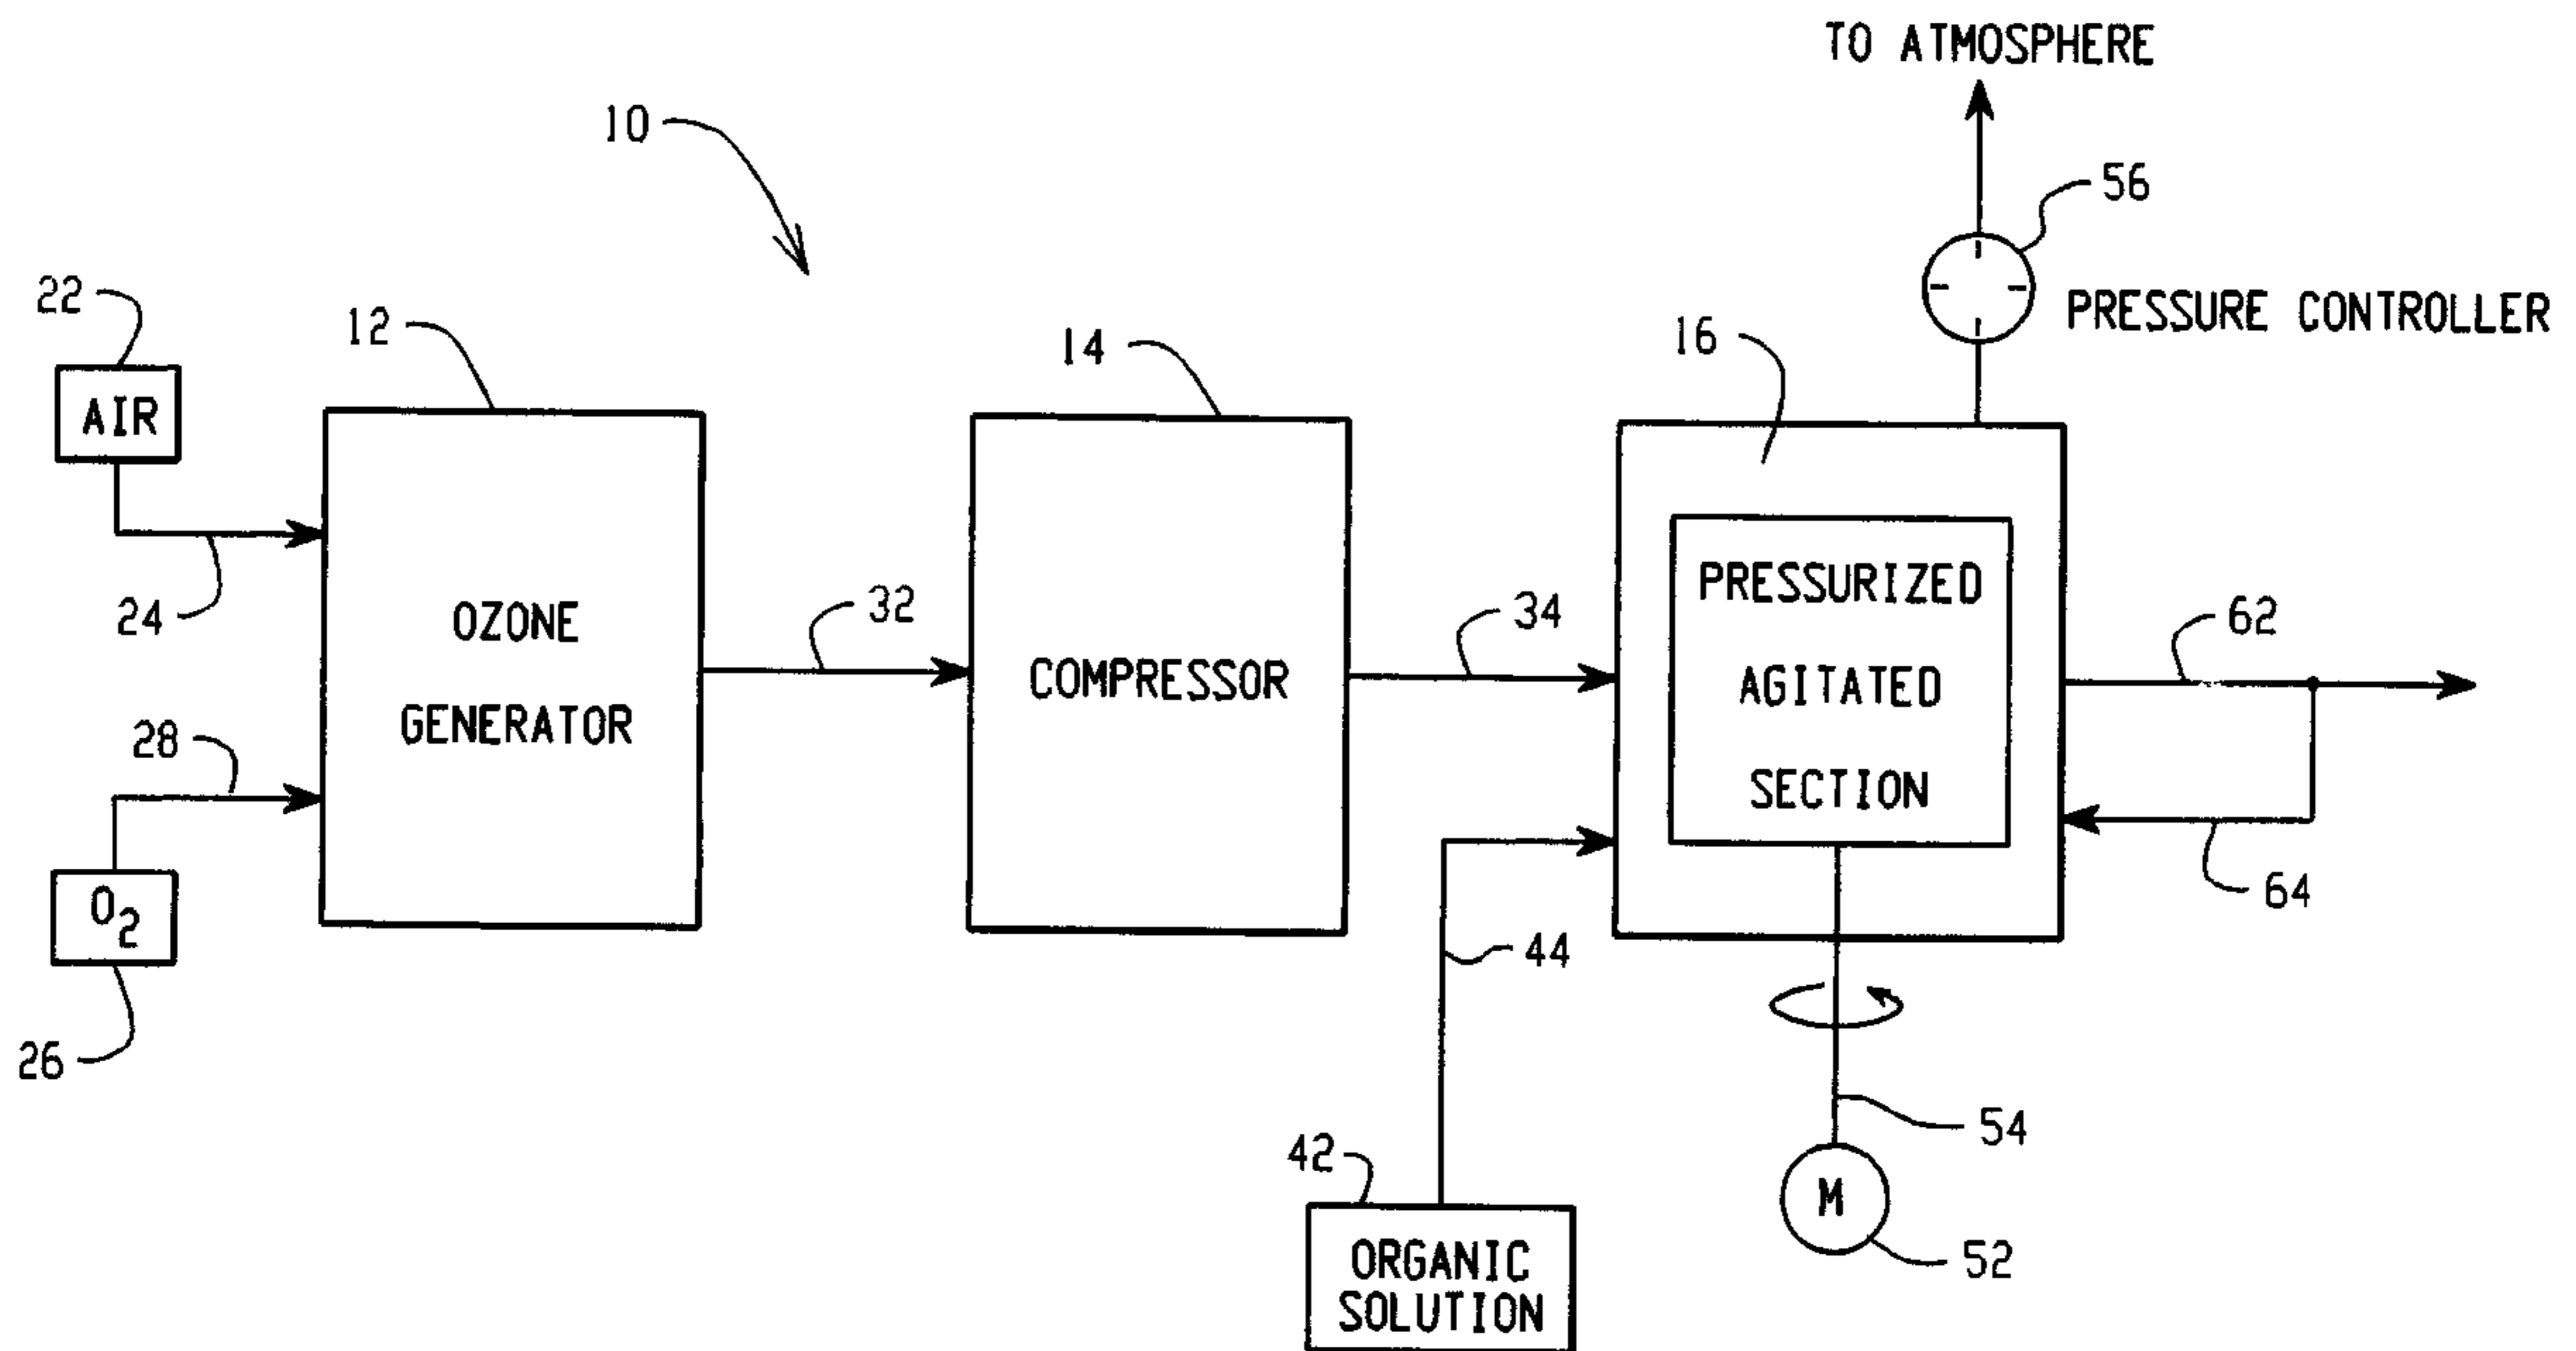 TO ATMOSPHERE
10
56
22
12
14
16
PRESSURE CONTROLLER
AIR
24
OZONE
GENERATOR
32
COMPRESSOR
34
PRESSURIZED
AGITATED
SECTION
62
28
O₂
26
64
44
54
42
M
52
ORGANIC
SOLUTION